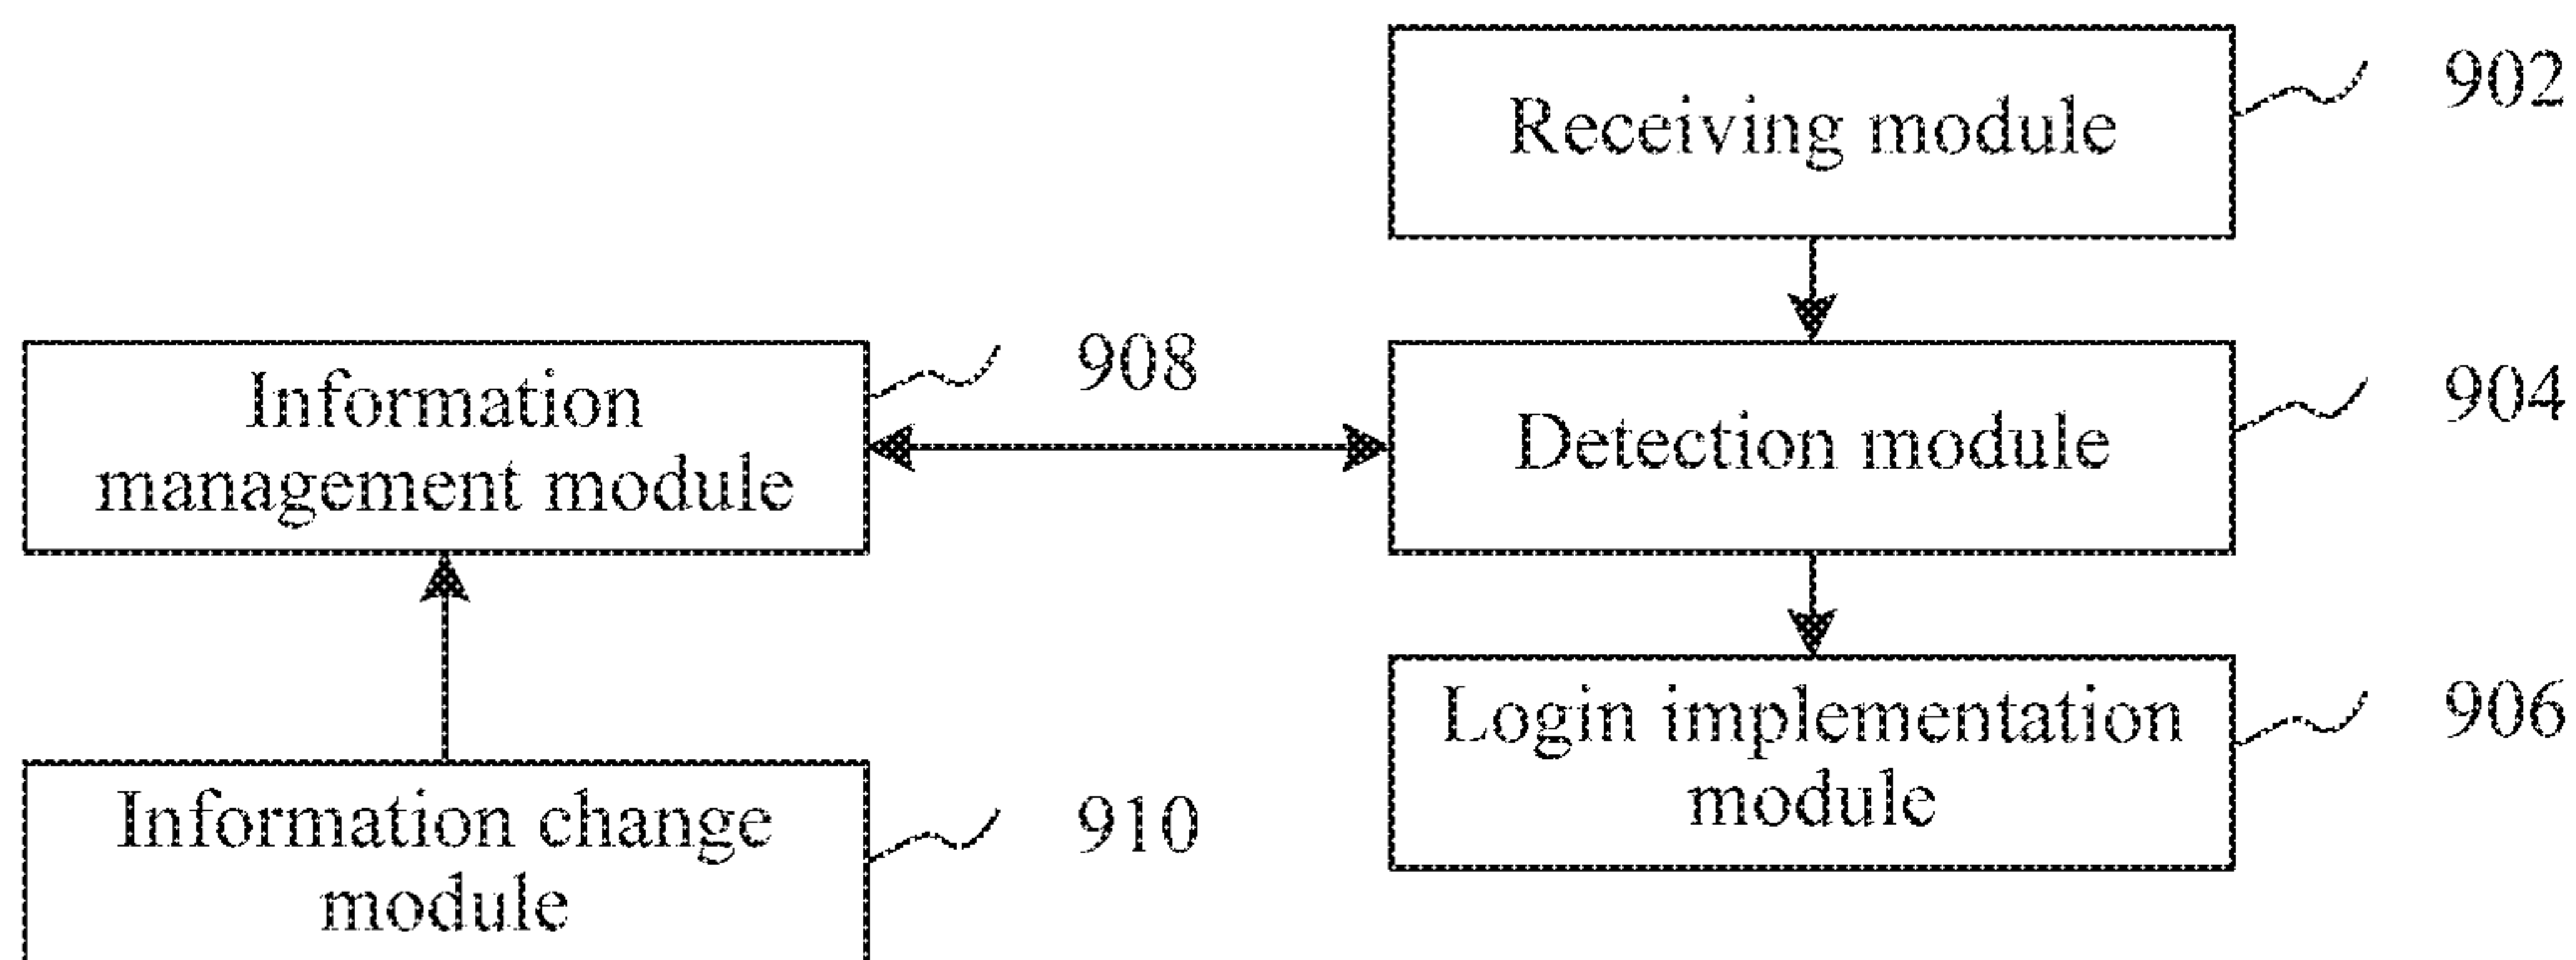 Receiving module
902
Information
management module
908
Detection module
904
Login implementation
module
906
Information change
module
910